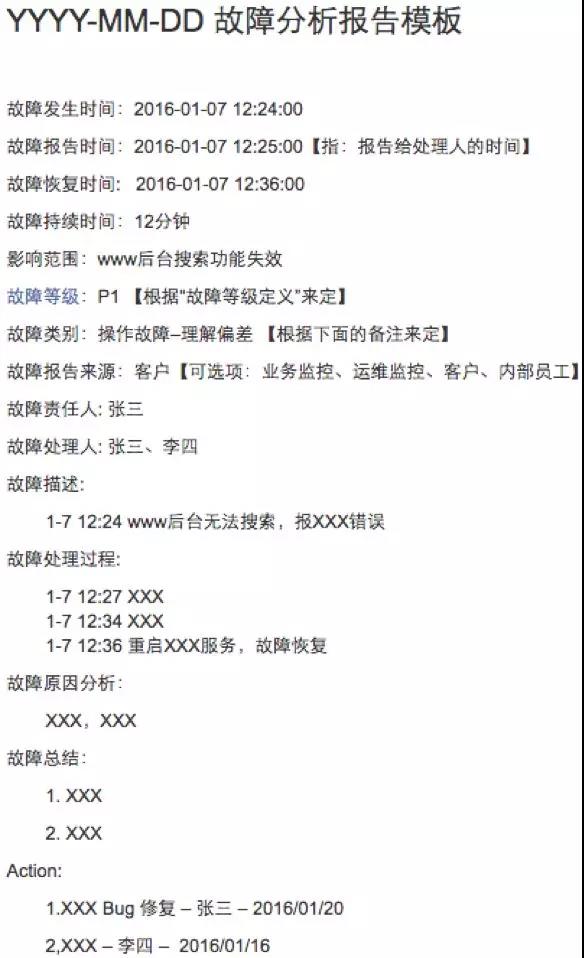 YYYY-MM-DD 故障分析报告模板
故障发生时间：2016-01-07 12:24:00
故障报告时间：2016-01-07 12:25:00【指：报告给处理人的时间】
故障恢复时间： 2016-01-07 12:36:00
故障持续时间：12分钟
影响范围：www后台搜索功能失效
故障等级：P1 【根据“故障等级定义”来定】
故障类别：操作故障–理解偏差 【根据下面的备注来定】
故障报告来源：客户【可选项：业务监控、运维监控、客户、内部员工】
故障责任人: 张三
故障处理人: 张三、李四
故障描述:
1-7 12:24 www后台无法搜索，报XXX错误
故障处理过程:
1-7 12:27 XXX
1-7 12:34 XXX
1-7 12:36 重启XXX服务，故障恢复
故障原因分析:
XXX，XXX
故障总结:
1. XXX
2. XXX
Action:
1.XXX Bug 修复 – 张三 – 2016/01/20
2,XXX – 李四 – 2016/01/16